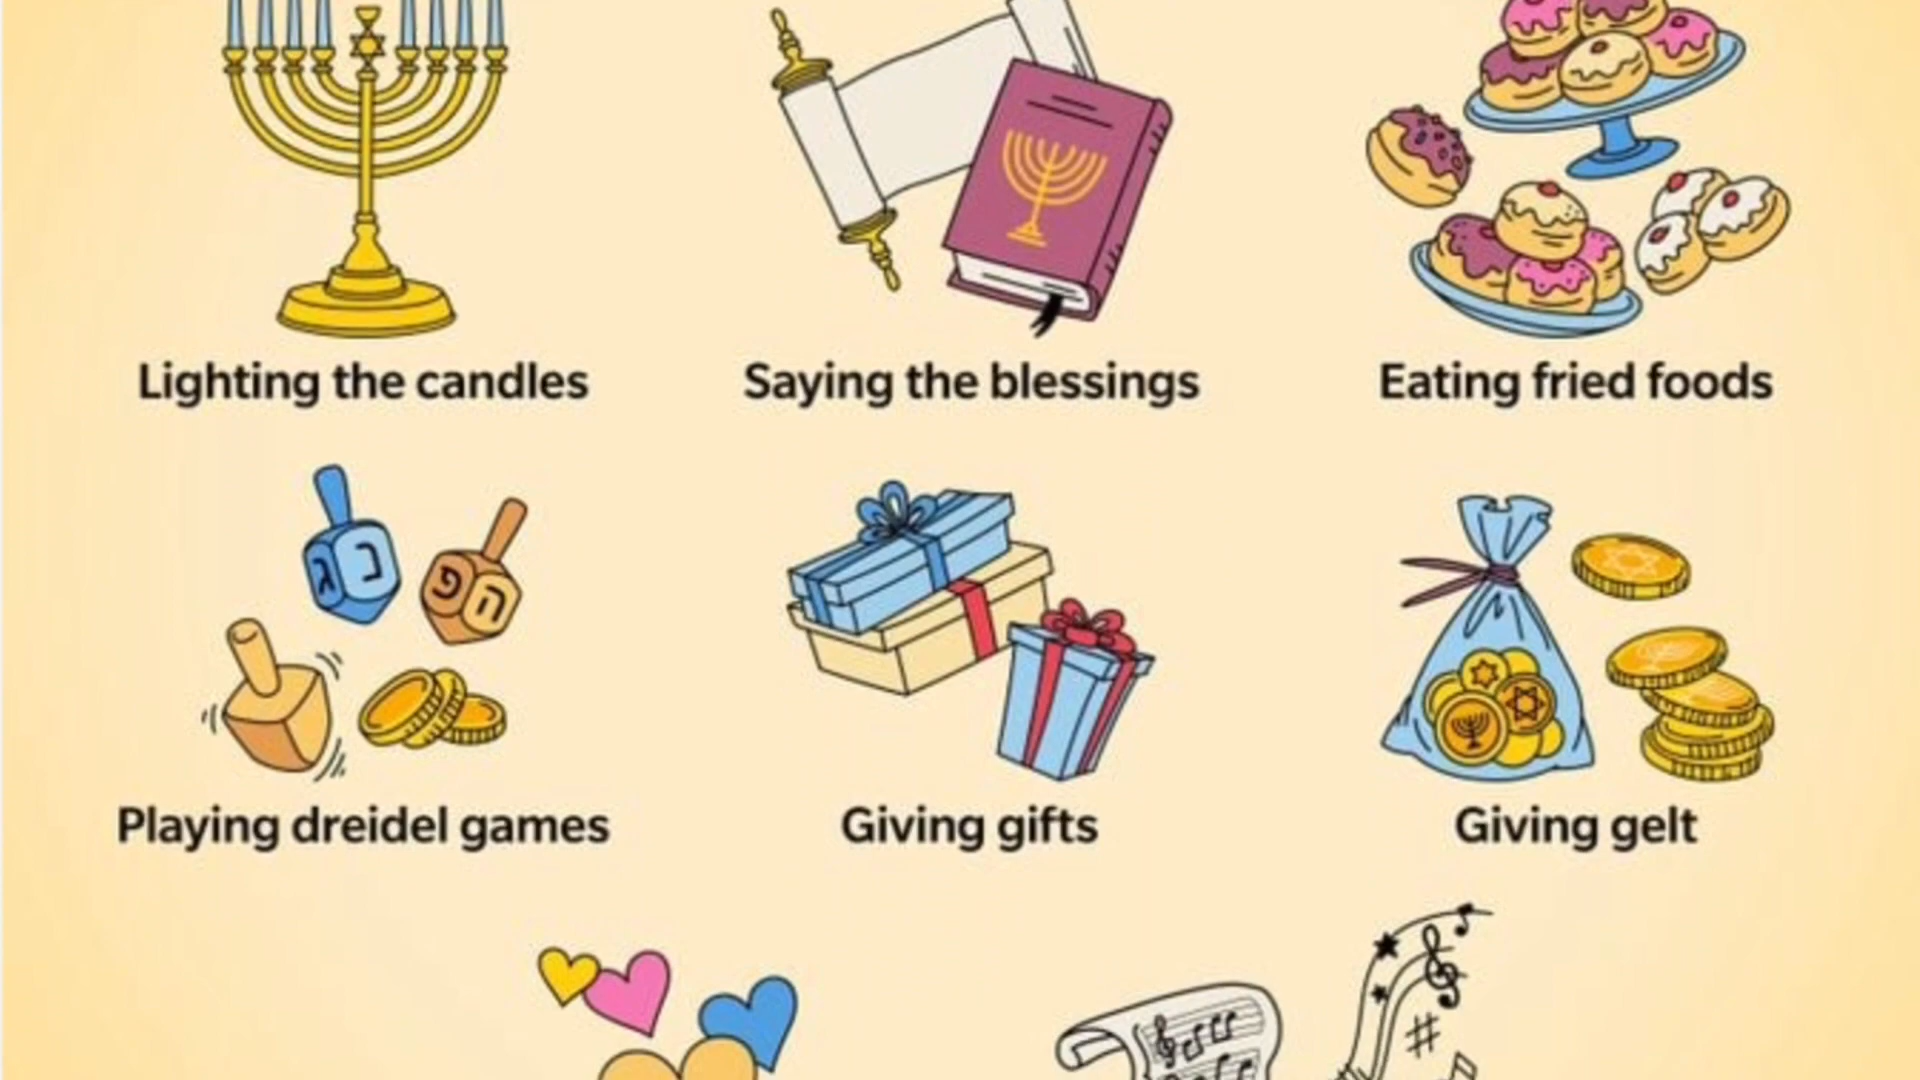 Lighting the candles
Saying the blessings
Eating fried foods
ג
נ
פ
ה
Playing dreidel games
Giving gifts
Giving gelt